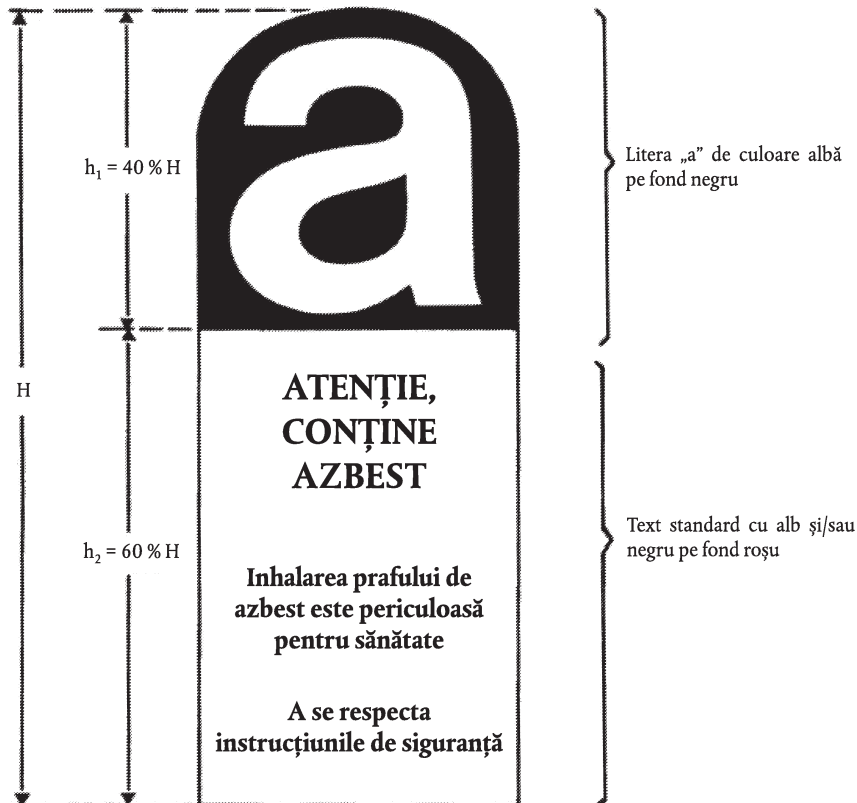 a
h₁ = 40 % H
Litera „a” de culoare albă
pe fond negru
H
ATENȚIE,
CONȚINE
AZBEST
h₂ = 60 % H
Text standard cu alb și/sau
negru pe fond roșu
Inhalarea prafului de
azbest este periculoasă
pentru sănătate
A se respecta
instrucțiunile de siguranță